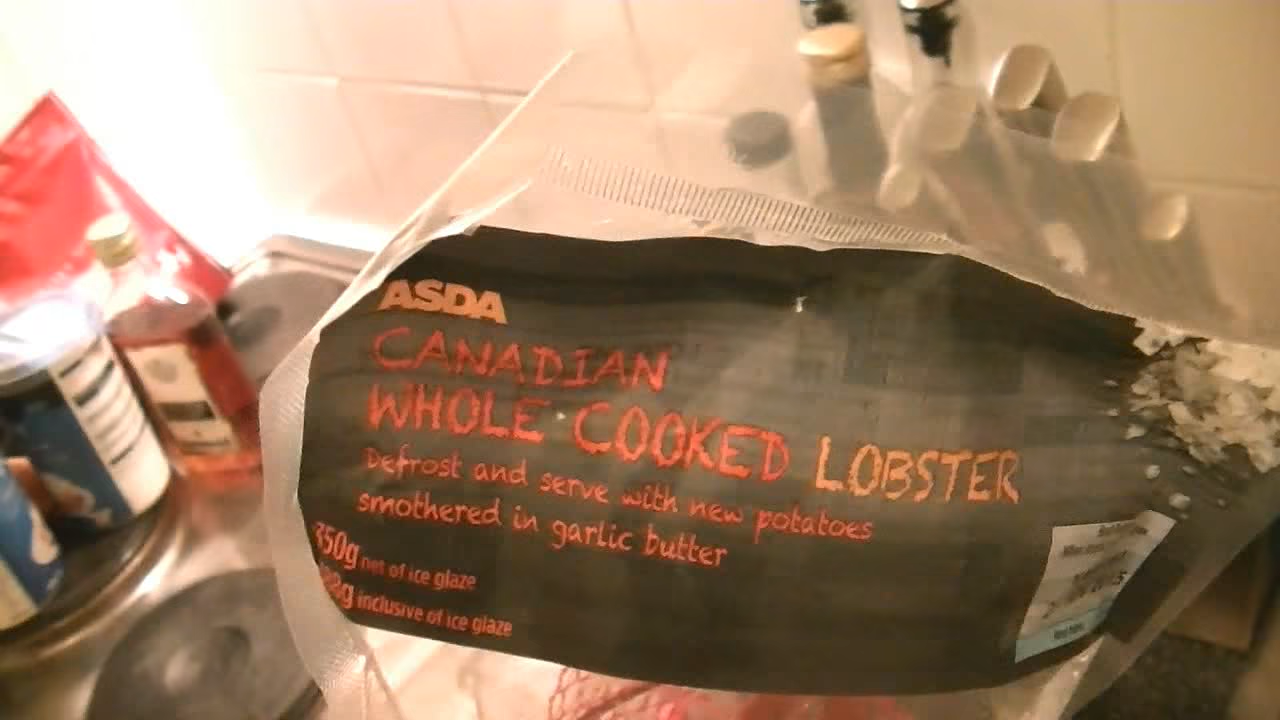 ASDA
CANADIAN
WHOLE COOKED LOBSTER
Defrost and serve with new potatoes
smothered in garlic butter
350g net of ice glaze
inclusive of ice glaze